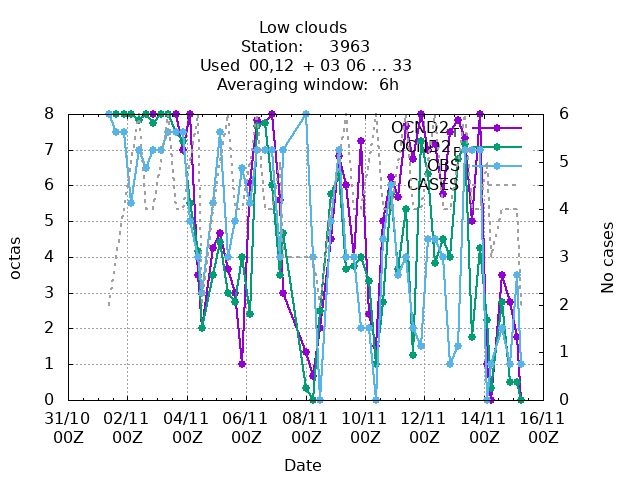 Low clouds
Station: 3963
Used 00,12 + 03 06 ... 33
Averaging window: 6h
8
7
6
5
4
3
2
1
0
6
5
4
3
2
1
0
octas
No cases
OCND2
OCND2
OBS
CASES
31/10 02/11 04/11 06/11 08/11 10/11 12/11 14/11 16/11
00Z 00Z 00Z 00Z 00Z 00Z 00Z 00Z 00Z
Date